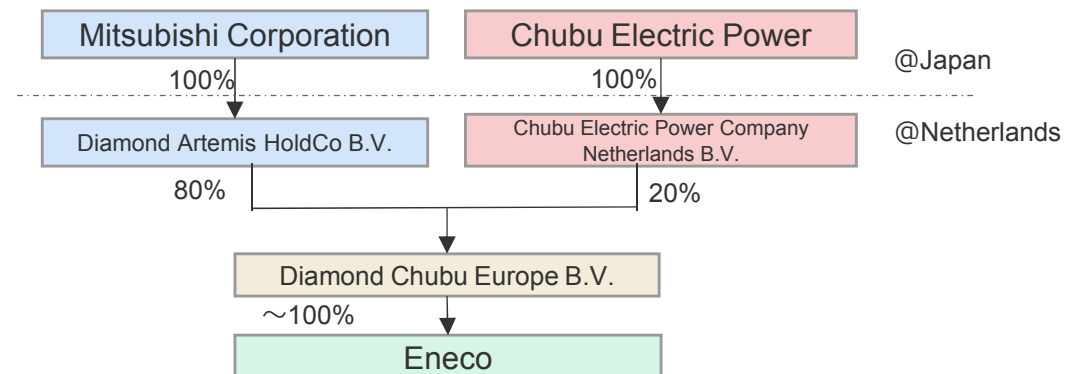 Mitsubishi Corporation
Chubu Electric Power
@Japan
100%
100%
Diamond Artemis HoldCo B.V.
Chubu Electric Power Company
Netherlands B.V.
@Netherlands
80%
20%
Diamond Chubu Europe B.V.
～100%
Eneco